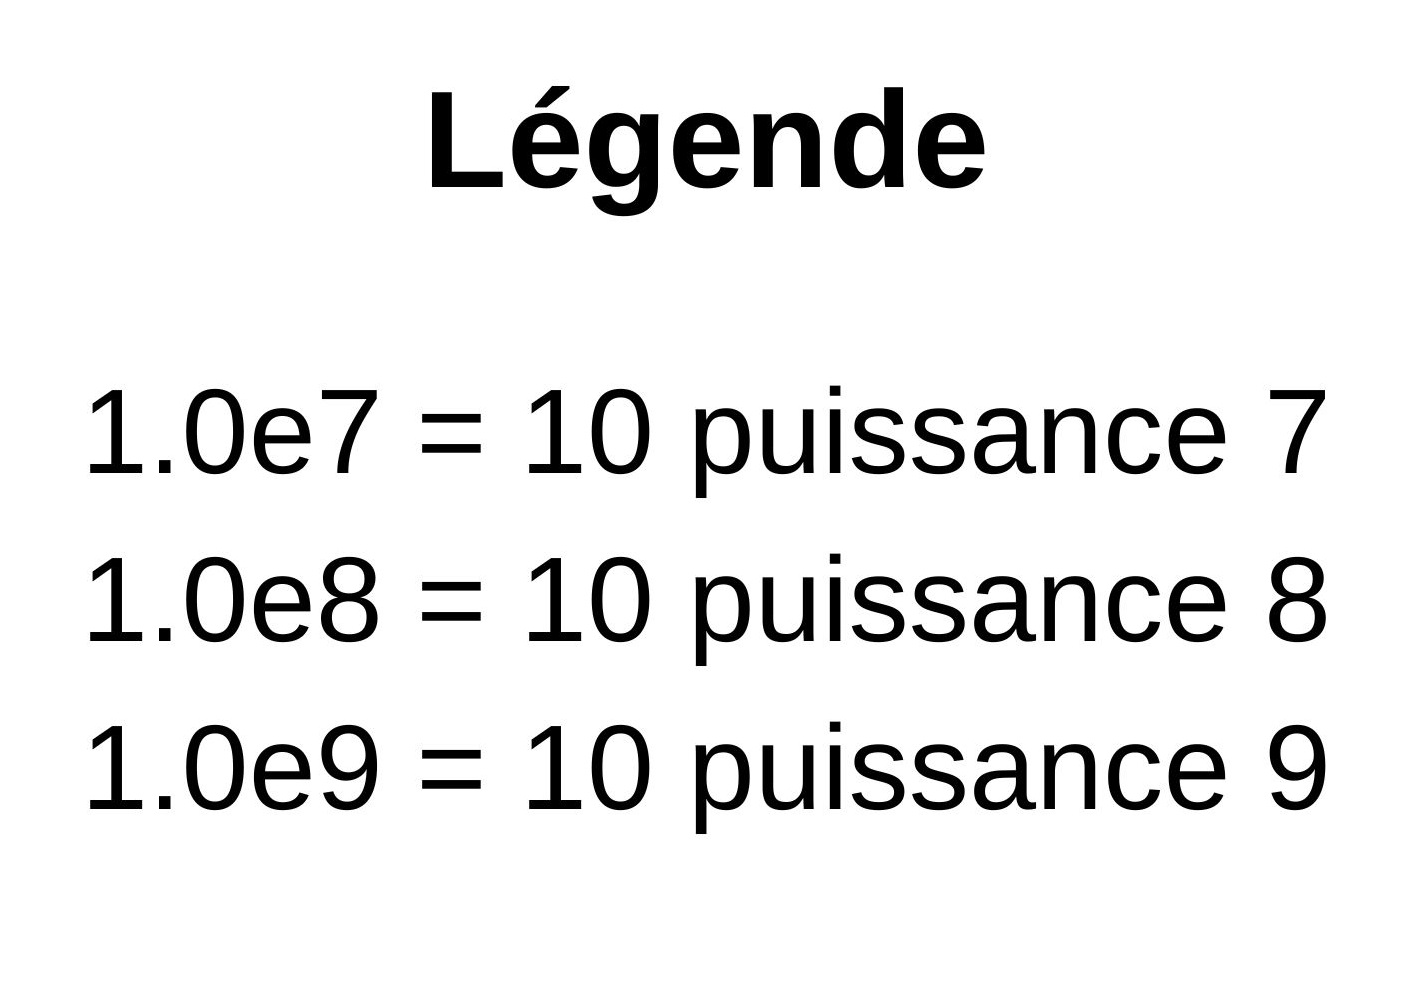 Légende
1.0e7 = 10 puissance 7
1.0e8 = 10 puissance 8
1.0e9 = 10 puissance 9